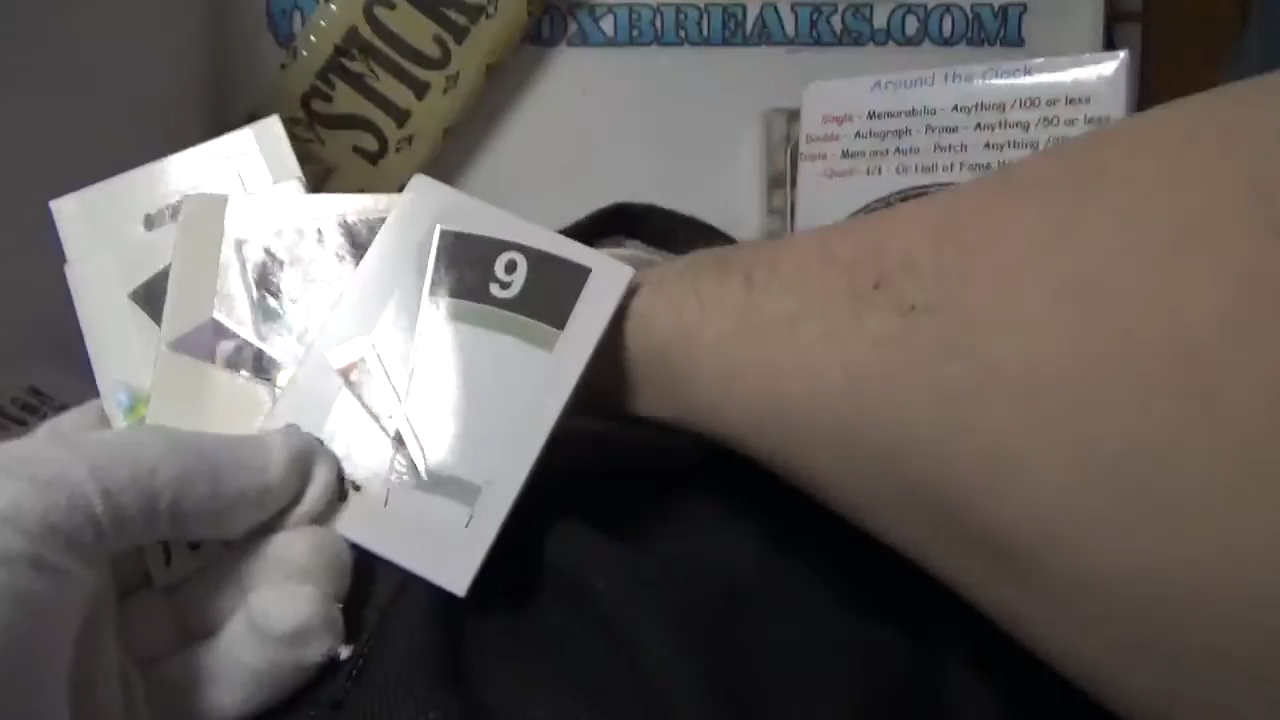 OXBREAKS.COM
STICK
Around the Clock
Single - Memorabilia - Anything /100 or less
Double - Autograph - Prime - Anything /50 or less
Triple - Mem and Auto - Patch - Anything
Quad - 1/1 - Or Hall of Fame
9